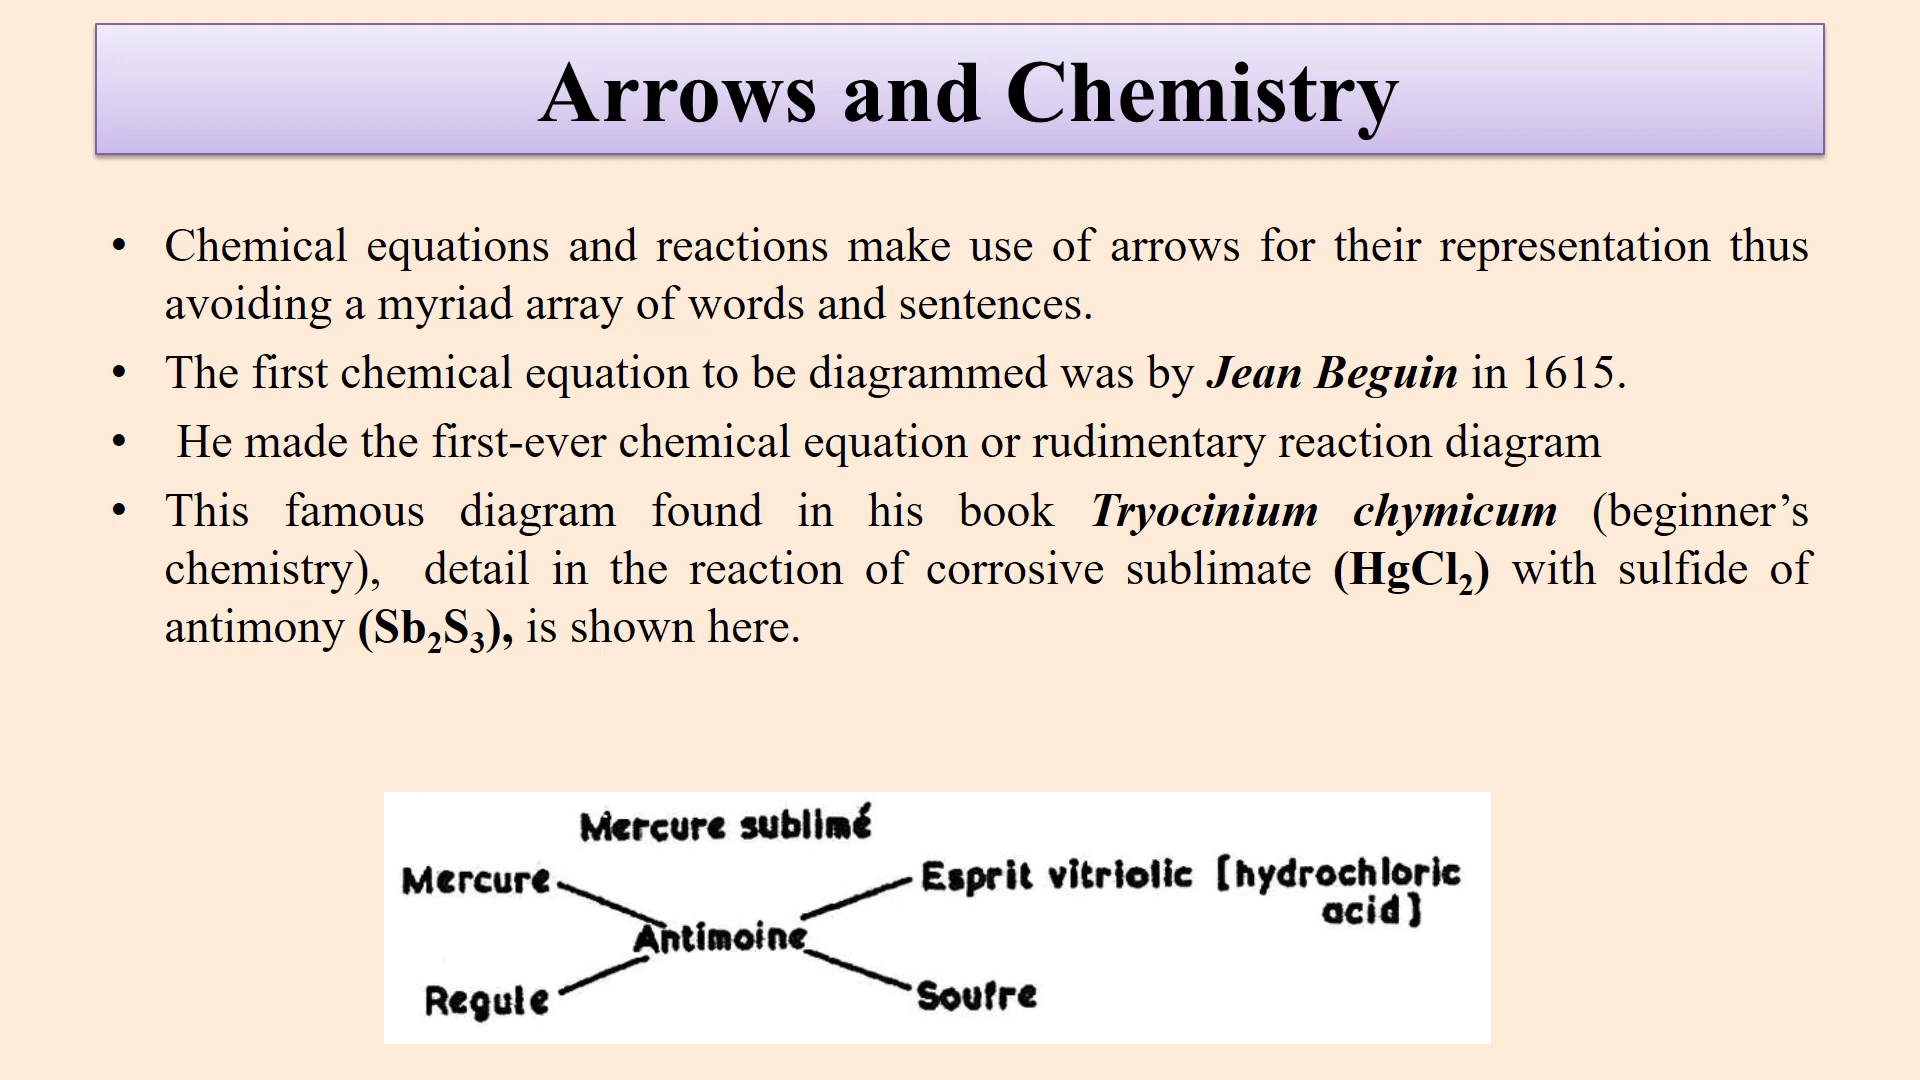 Arrows and Chemistry
• Chemical equations and reactions make use of arrows for their representation thus
avoiding a myriad array of words and sentences.
• The first chemical equation to be diagrammed was by Jean Beguin in 1615.
• He made the first-ever chemical equation or rudimentary reaction diagram
• This famous diagram found in his book Tryocinium chymicum (beginner’s
chemistry), detail in the reaction of corrosive sublimate (HgCl₂) with sulfide of
antimony (Sb₂S₃), is shown here.
Mercure sublimé
Mercure
Esprit vitriolic [hydrochloric
acid]
Antimoine
Regule
Soufre